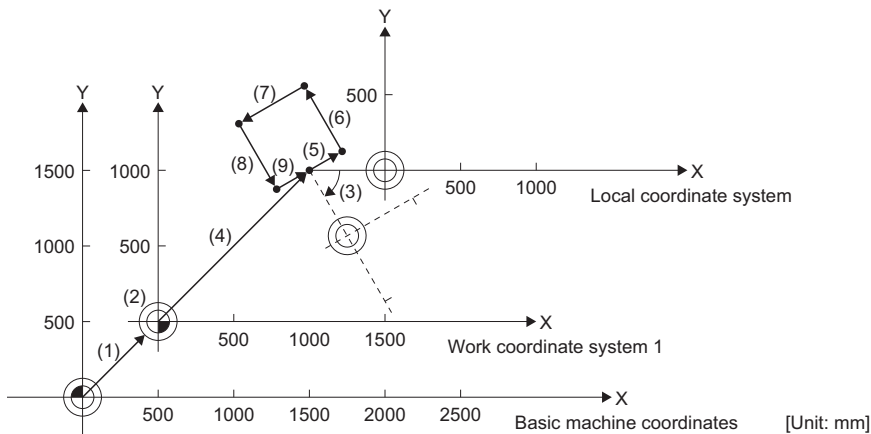 Y
Y Y
(7) 500
(6)
(8) (9) (5)
1500 1000 X
(3) 500 1000
Local coordinate system
(4)
1000 500
(2)
500 X
500 1000 1500
(1) Work coordinate system 1
X
500 1000 1500 2000 2500
Basic machine coordinates [Unit: mm]